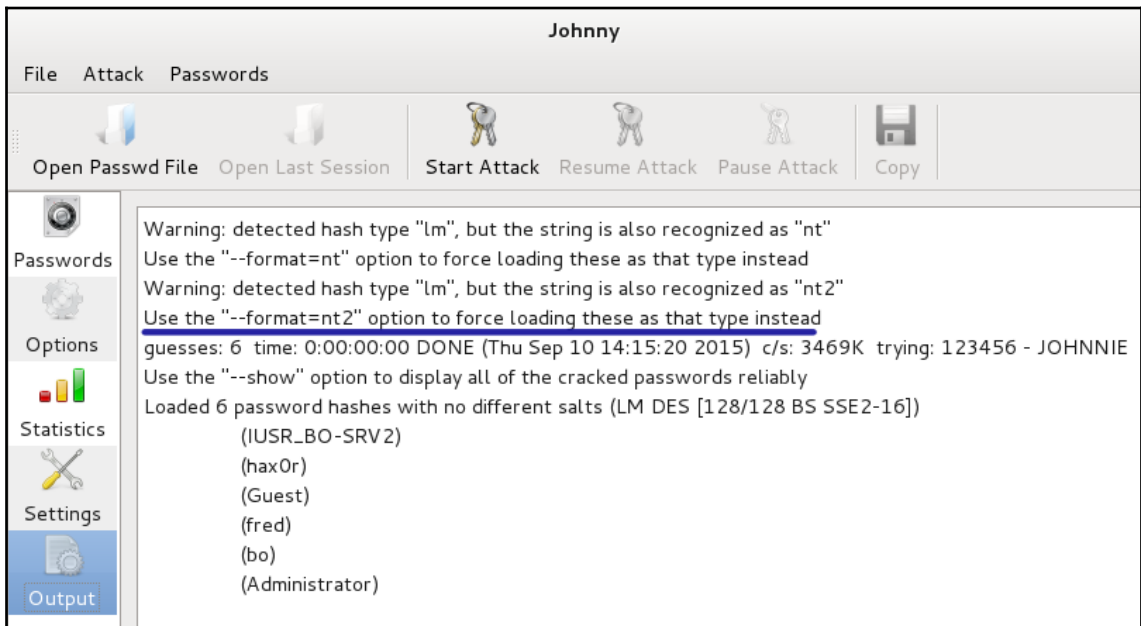 Johnny
File Attack Passwords
Open Passwd File Open Last Session Start Attack Resume Attack Pause Attack Copy
Passwords
Options
Statistics
Settings
Output
Warning: detected hash type "lm", but the string is also recognized as "nt"
Use the "--format=nt" option to force loading these as that type instead
Warning: detected hash type "lm", but the string is also recognized as "nt2"
Use the "--format=nt2" option to force loading these as that type instead
guesses: 6 time: 0:00:00:00 DONE (Thu Sep 10 14:15:20 2015) c/s: 3469K trying: 123456 - JOHNNIE
Use the "--show" option to display all of the cracked passwords reliably
Loaded 6 password hashes with no different salts (LM DES [128/128 BS SSE2-16])
(IUSR_BO-SRV2)
(hax0r)
(Guest)
(fred)
(bo)
(Administrator)